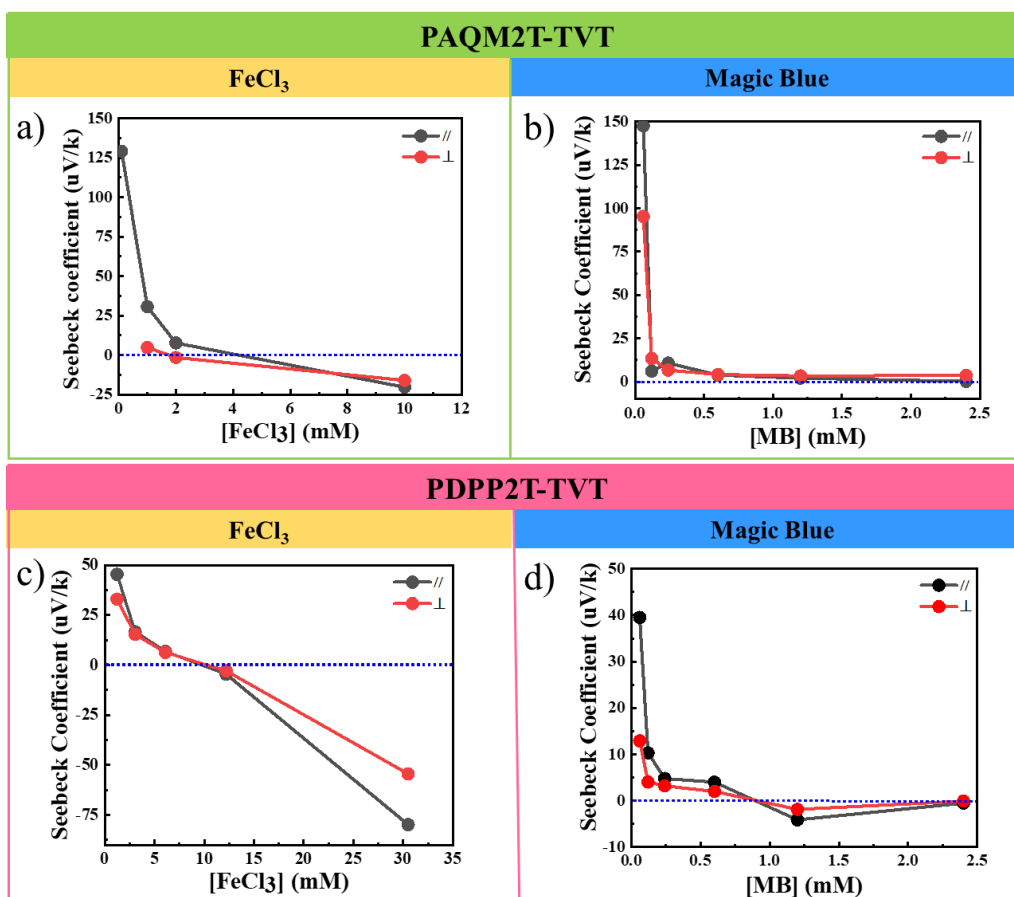 PAQM2T-TVT
FeCl₃
Magic Blue
a)
Seebeck coefficient (uV/k)
150
125
100
75
50
25
0
-25
//
⊥
0 2 4 6 8 10 12
[FeCl3] (mM)
b)
Seebeck Coefficient (uV/k)
150
125
100
75
50
25
0
//
⊥
0.0 0.5 1.0 1.5 2.0 2.5
[MB] (mM)
PDPP2T-TVT
FeCl₃
Magic Blue
c)
Seebeck Coefficient (uV/k)
50
25
0
-25
-50
-75
//
⊥
0 5 10 15 20 25 30 35
[FeCl3] (mM)
d)
Seebeck Coefficient (uV/k)
50
40
30
20
10
0
-10
//
⊥
0.0 0.5 1.0 1.5 2.0 2.5
[MB] (mM)